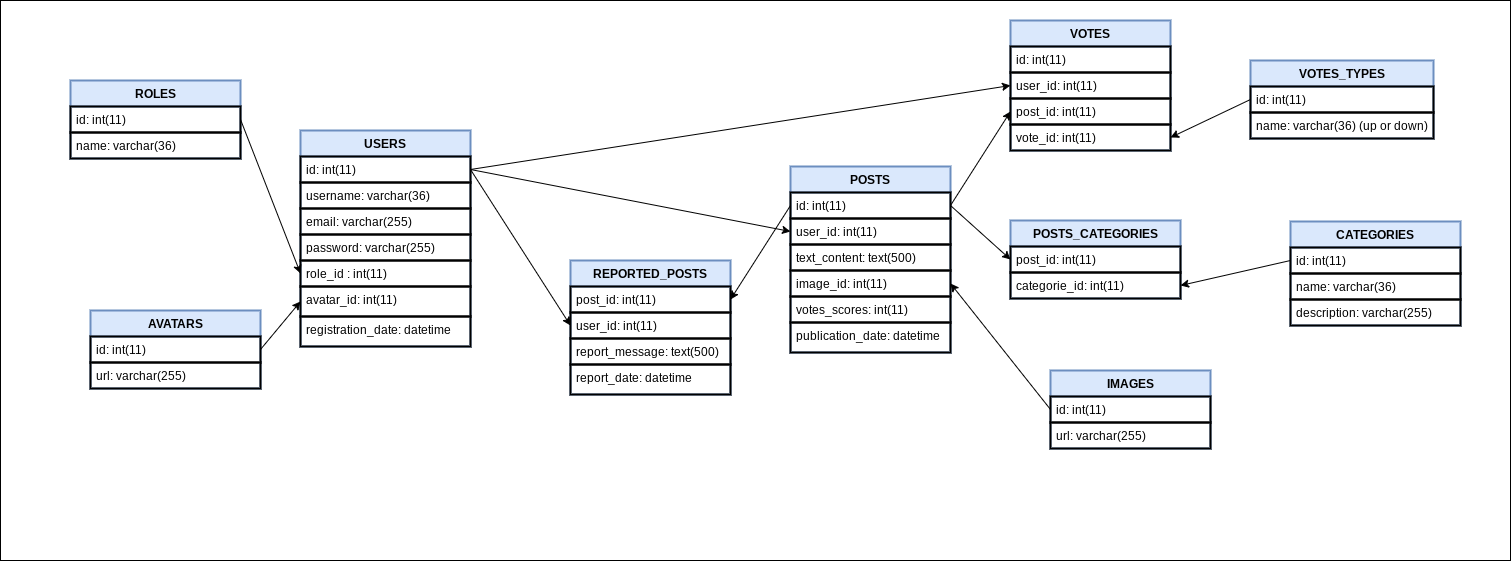 ROLES
id: int(11)
name: varchar(36)
AVATARS
id: int(11)
url: varchar(255)
USERS
id: int(11)
username: varchar(36)
email: varchar(255)
password: varchar(255)
role_id : int(11)
avatar_id: int(11)
registration_date: datetime
REPORTED_POSTS
post_id: int(11)
user_id: int(11)
report_message: text(500)
report_date: datetime
POSTS
id: int(11)
user_id: int(11)
text_content: text(500)
image_id: int(11)
votes_scores: int(11)
publication_date: datetime
VOTES
id: int(11)
user_id: int(11)
post_id: int(11)
vote_id: int(11)
VOTES_TYPES
id: int(11)
name: varchar(36) (up or down)
POSTS_CATEGORIES
post_id: int(11)
categorie_id: int(11)
CATEGORIES
id: int(11)
name: varchar(36)
description: varchar(255)
IMAGES
id: int(11)
url: varchar(255)